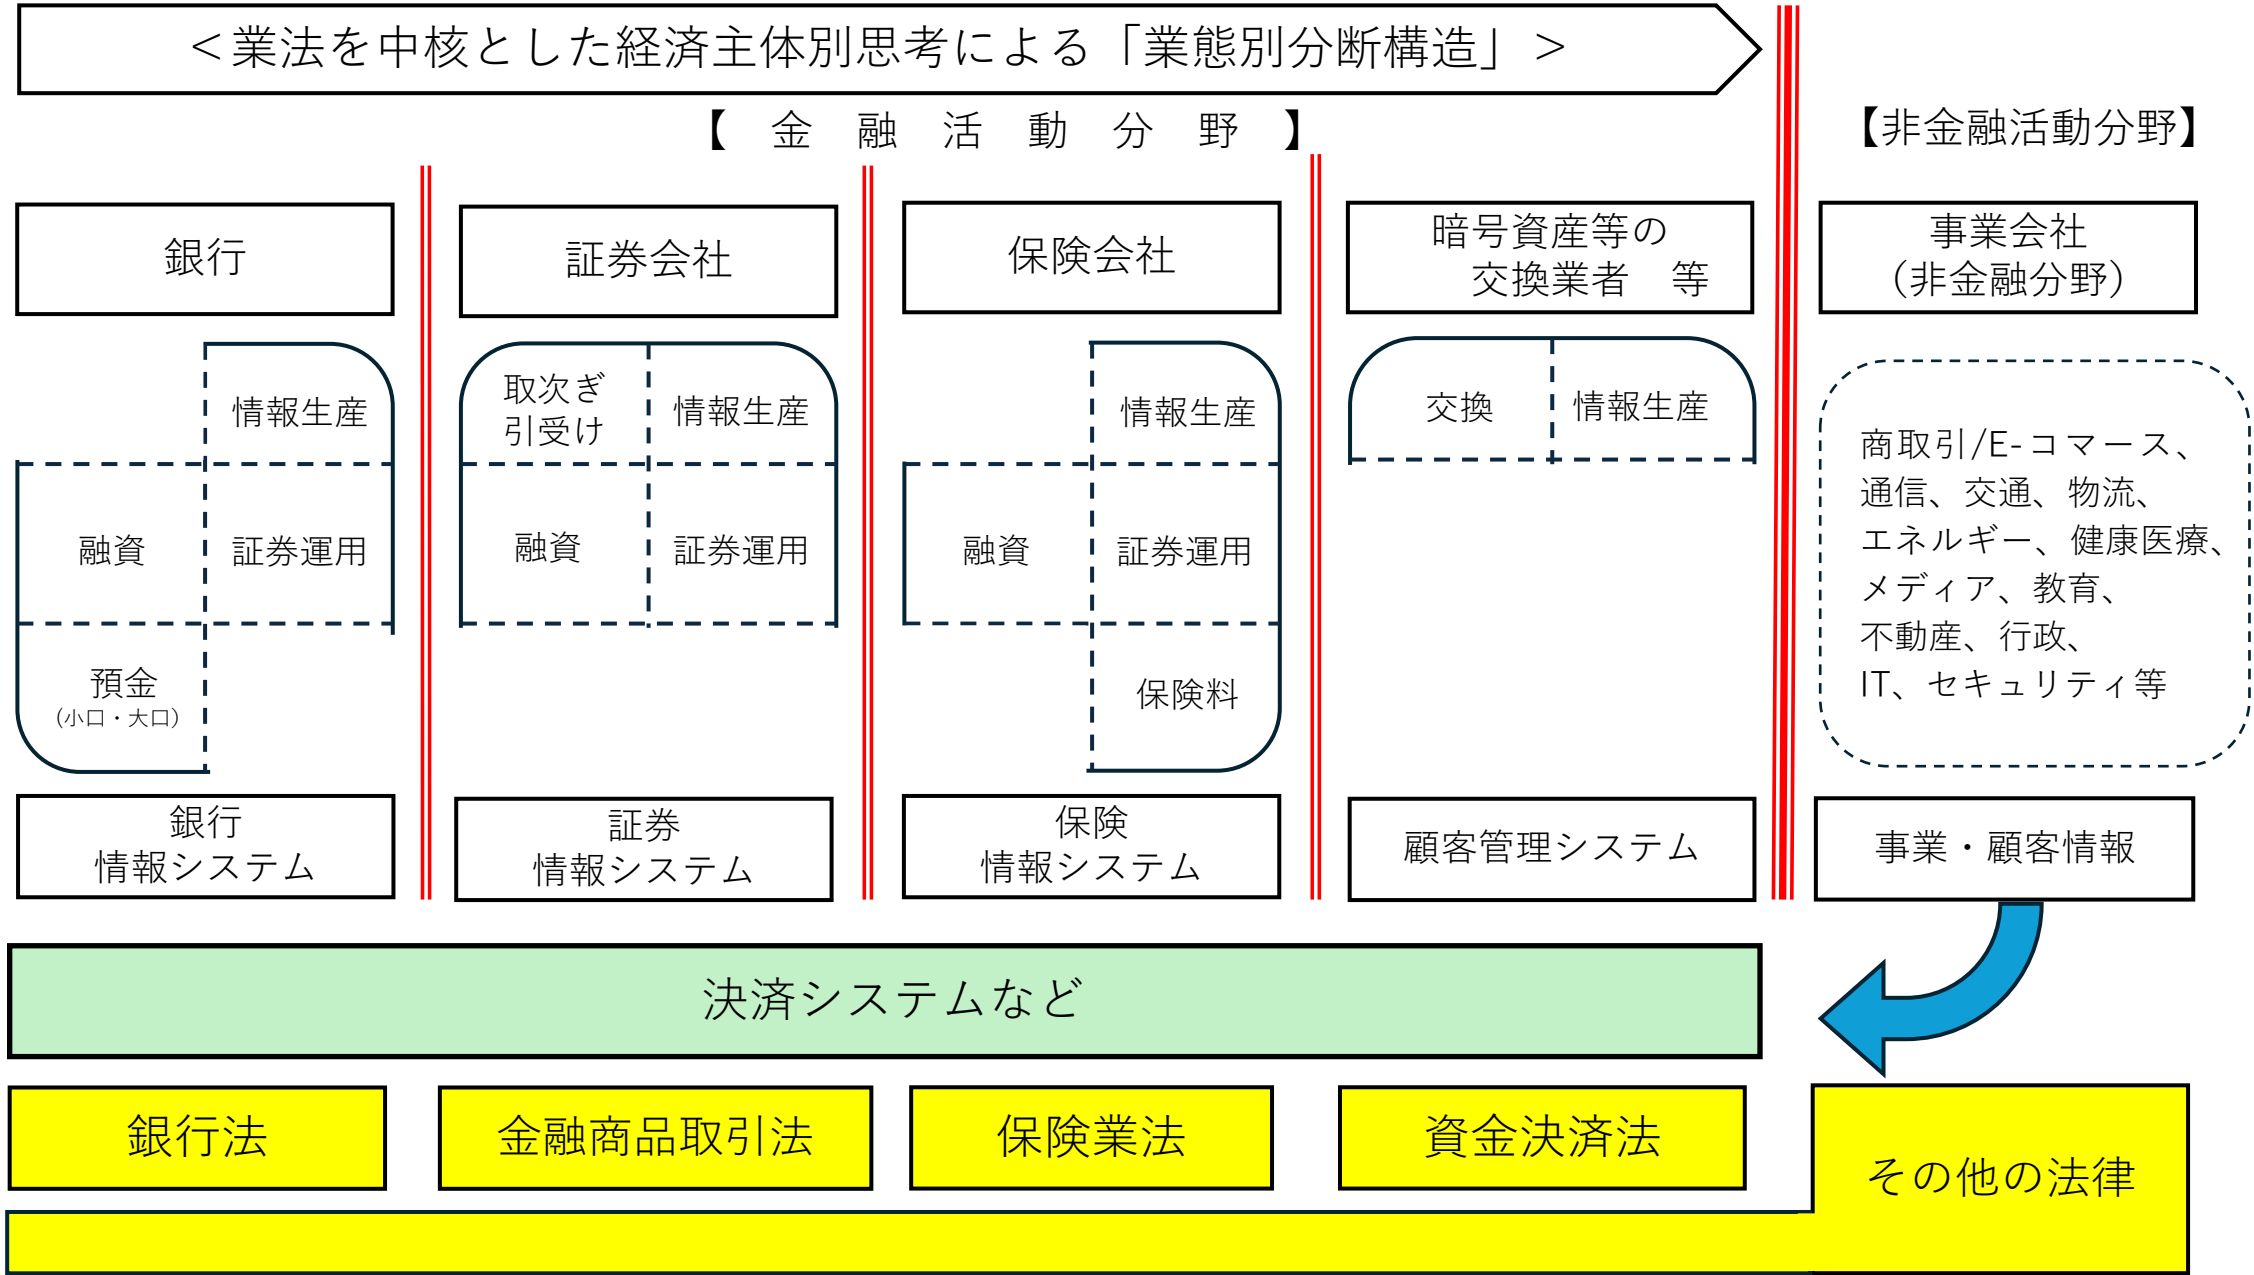 ＜業法を中核とした経済主体別思考による「業態別分断構造」＞
【　金　融　活　動　分　野　】
【非金融活動分野】
銀行
証券会社
保険会社
暗号資産等の
交換業者　等
事業会社
（非金融分野）
情報生産
融資
証券運用
預金
（小口・大口）
取次ぎ
引受け
情報生産
融資
証券運用
情報生産
融資
証券運用
保険料
交換
情報生産
商取引/E-コマース、
通信、交通、物流、
エネルギー、健康医療、
メディア、教育、
不動産、行政、
IT、セキュリティ等
銀行
情報システム
証券
情報システム
保険
情報システム
顧客管理システム
事業・顧客情報
決済システムなど
銀行法
金融商品取引法
保険業法
資金決済法
その他の法律